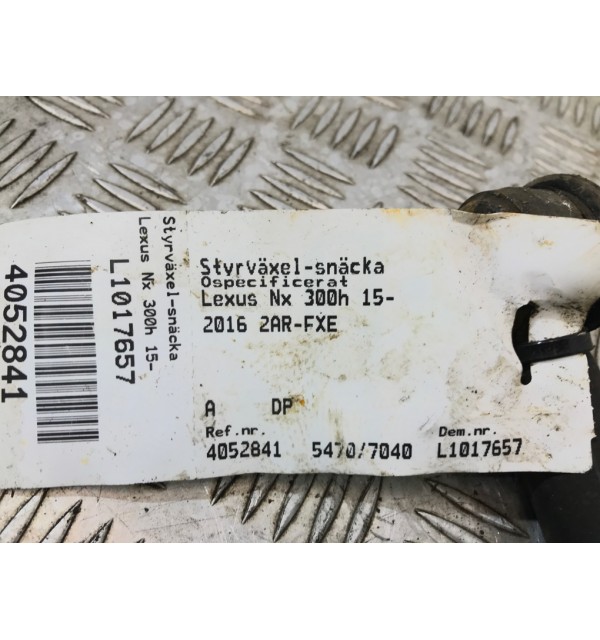 4052841
L1017657
Lexus Nx 300h 15-
Styrväxel-snäcka
Styrväxel-snäcka
Ospecificerat
Lexus Nx 300h 15-
2016 2AR-FXE
A DP
Ref.nr. Dem.nr.
4052841 5470/7040 L1017657